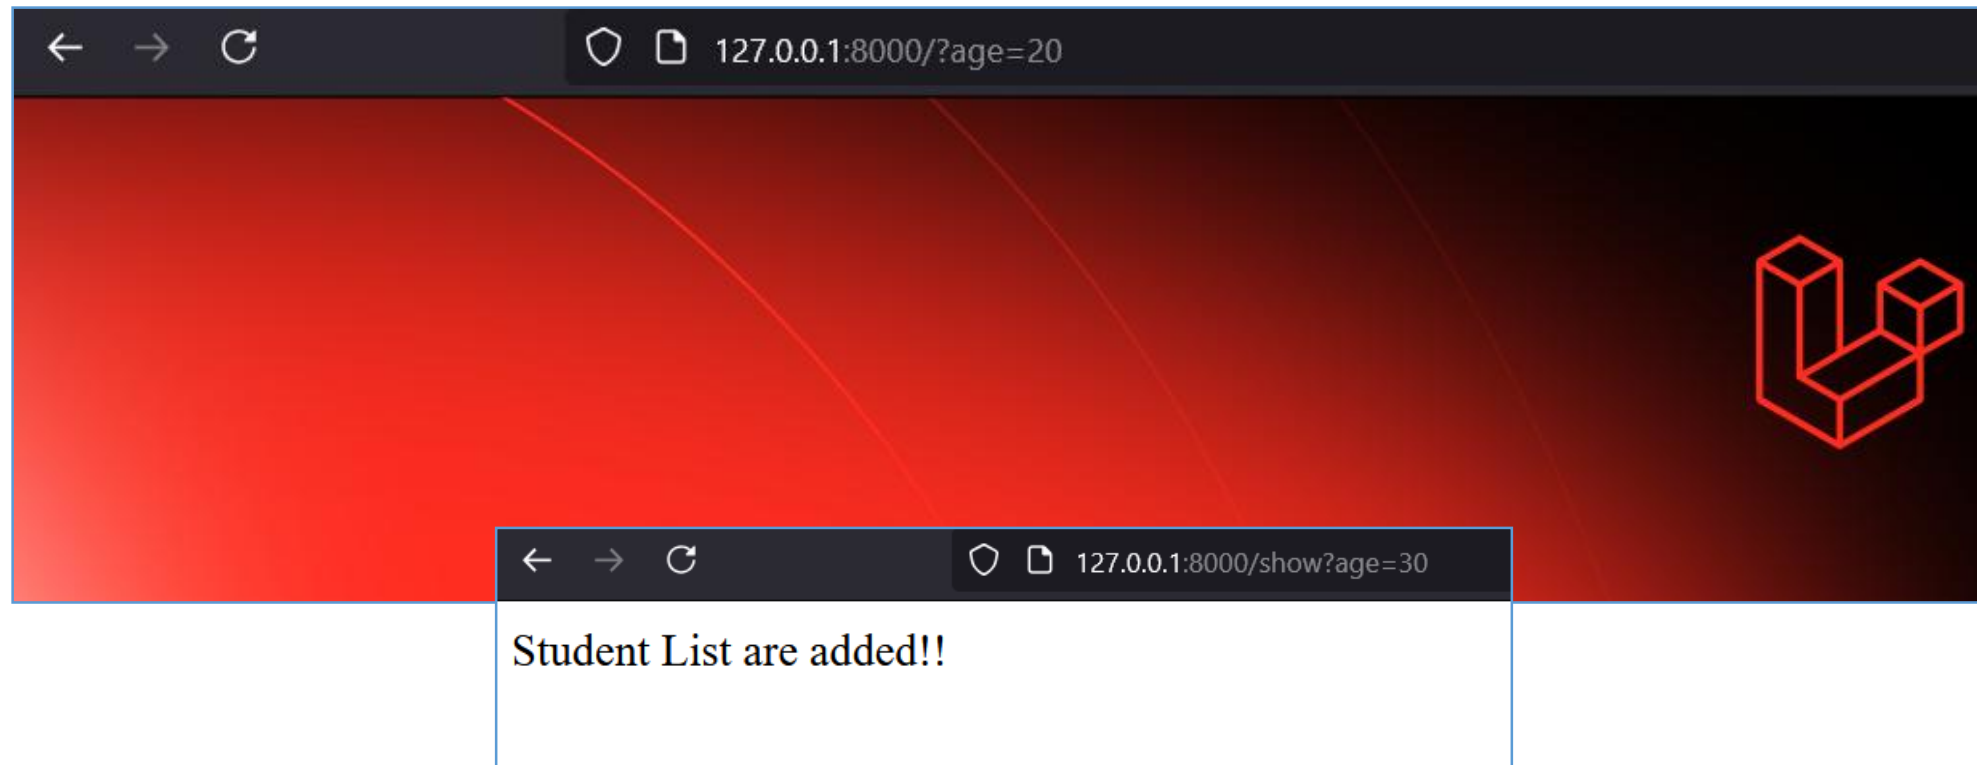 127.0.0.1:8000/?age=20
127.0.0.1:8000/show?age=30
Student List are added!!